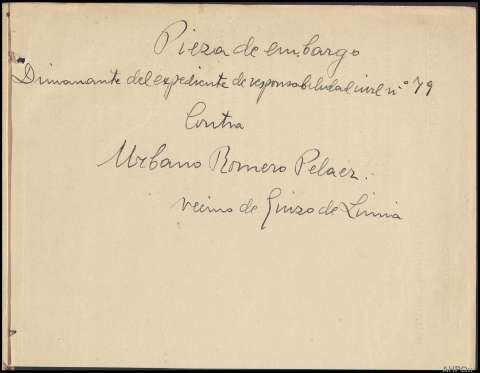 Pieza de embargo
Dimanante del expediente de responsabilidad civil n° 79
Contra
Urbano Romero Pelaez.
vecino de Ginzo de Limia
AHPOu